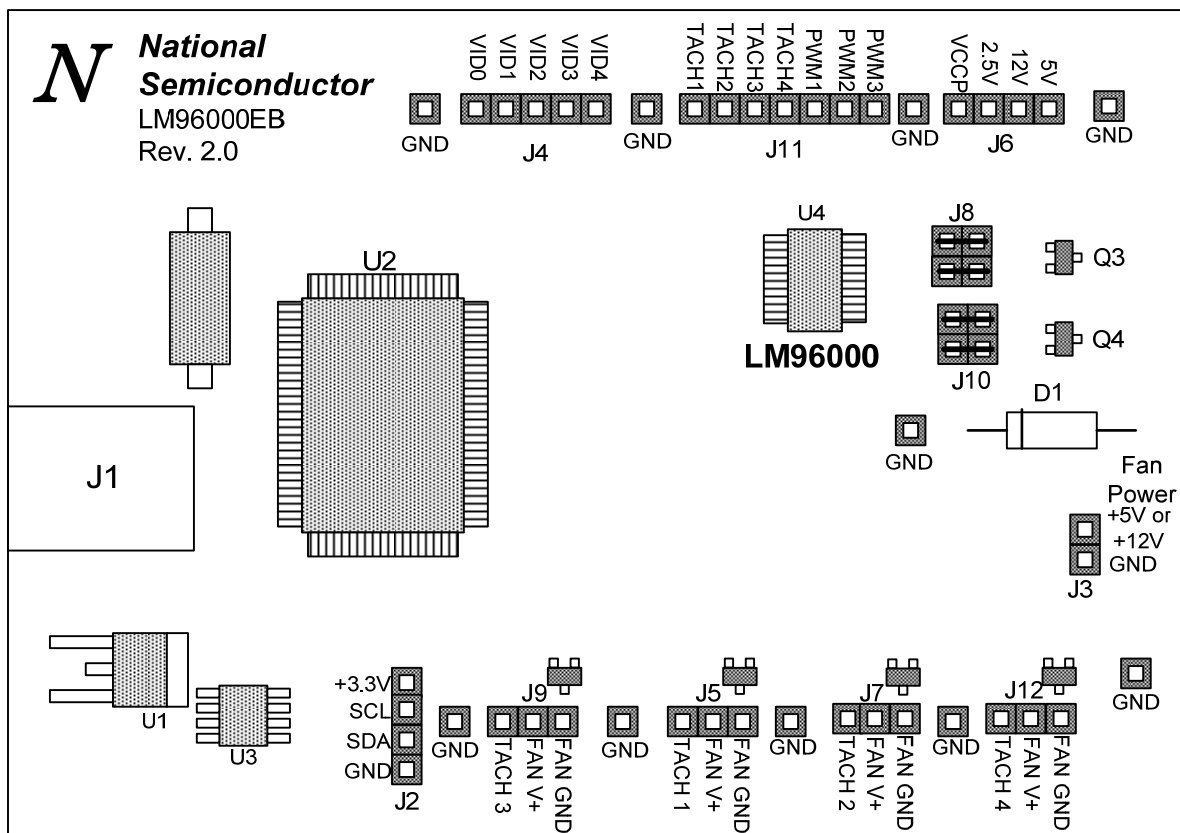 N
National
Semiconductor
LM96000EB
Rev. 2.0
GND
VID0
VID1
VID2
VID3
VID4
J4
GND
TACH1
TACH2
TACH3
TACH4
PWM1
PWM2
PWM3
J11
GND
VCCP
2.5V
12V
5V
J6
GND
U2
U4
LM96000
J8
Q3
J10
Q4
D1
GND
J1
Fan
Power
+5V or
+12V
GND
J3
U1
U3
+3.3V
SCL
SDA
GND
J2
GND
J9
TACH 3
FAN V+
FAN GND
GND
J5
TACH 1
FAN V+
FAN GND
GND
J7
TACH 2
FAN V+
FAN GND
GND
J12
TACH 4
FAN V+
FAN GND
GND